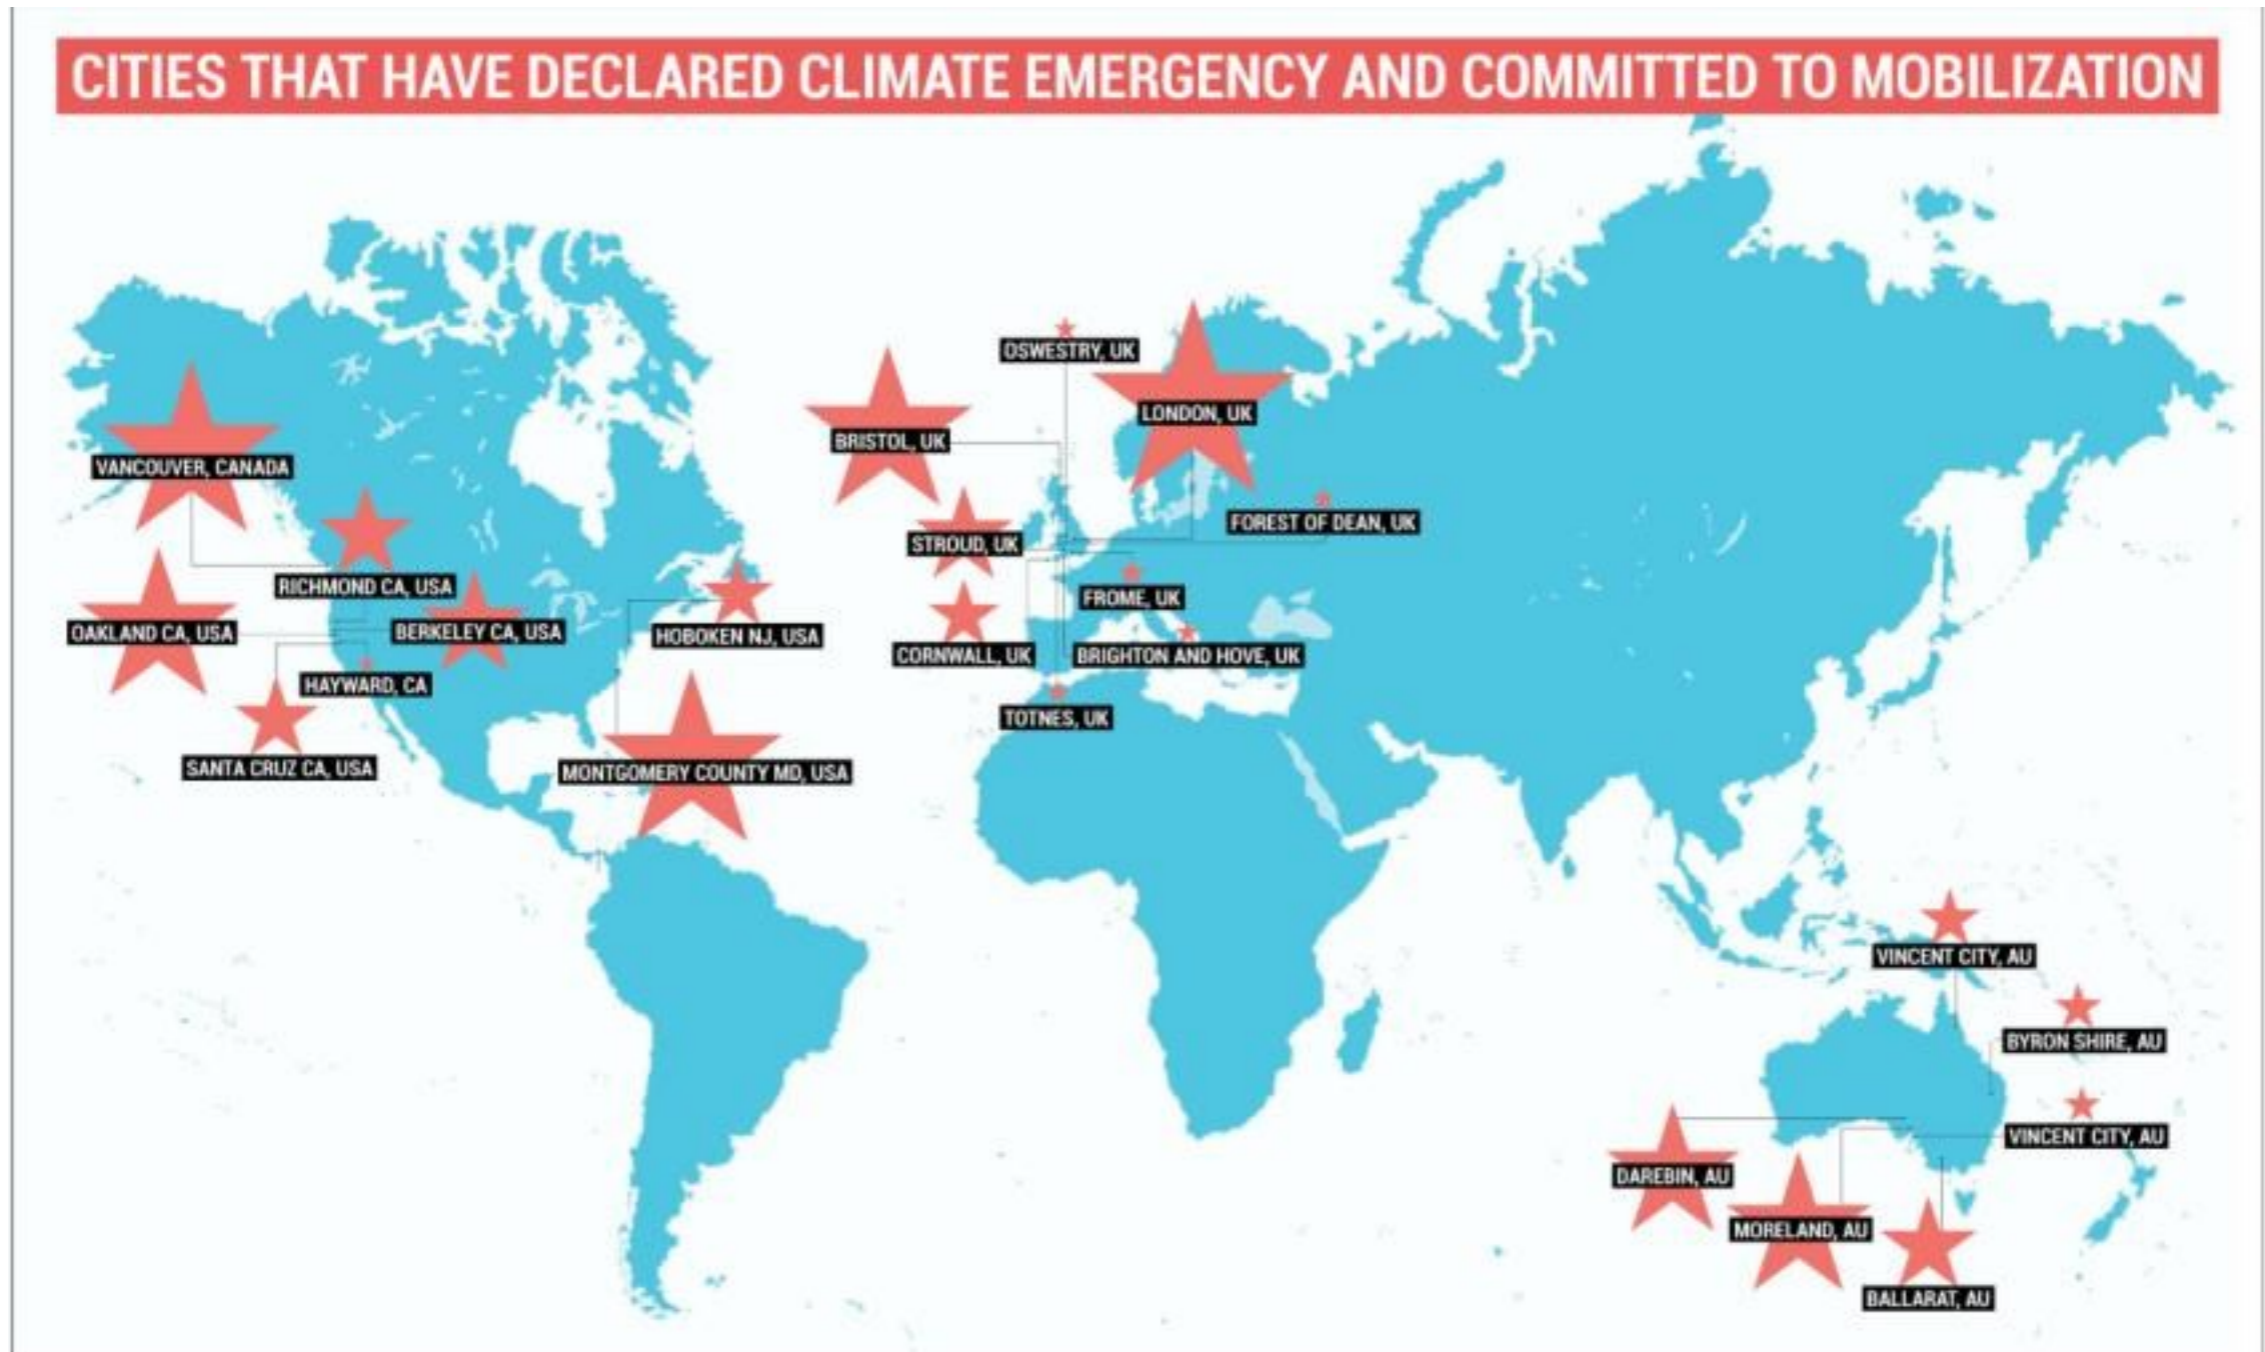 CITIES THAT HAVE DECLARED CLIMATE EMERGENCY AND COMMITTED TO MOBILIZATION
OSWESTRY, UK
LONDON, UK
BRISTOL, UK
VANCOUVER, CANADA
FOREST OF DEAN, UK
STROUD, UK
RICHMOND CA, USA
FROME, UK
OAKLAND CA, USA
BERKELEY CA, USA
HOBOKEN NJ, USA
CORNWALL, UK
BRIGHTON AND HOVE, UK
HAYWARD, CA
TOTNES, UK
SANTA CRUZ CA, USA
MONTGOMERY COUNTY MD, USA
VINCENT CITY, AU
BYRON SHIRE, AU
VINCENT CITY, AU
DAREBIN, AU
MORELAND, AU
BALLARAT, AU